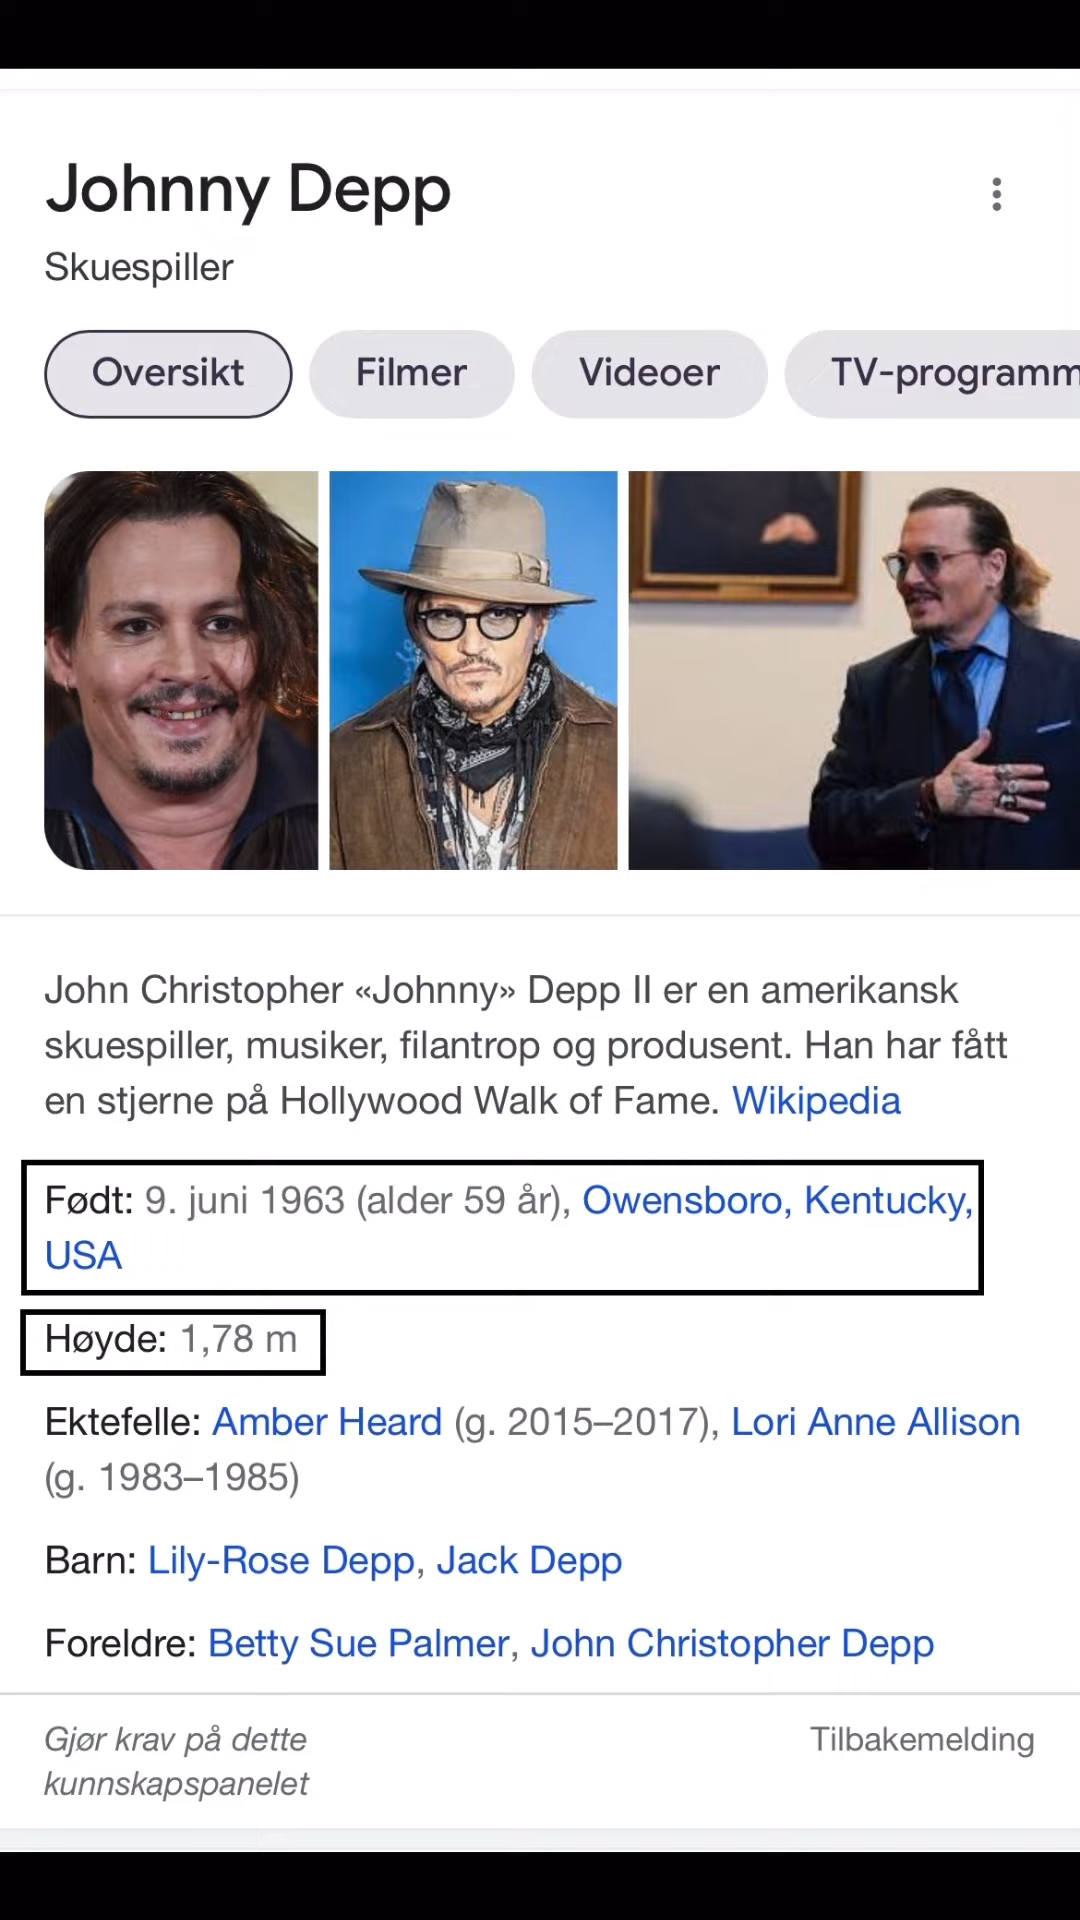 Johnny Depp
Skuespiller
Oversikt Filmer Videoer TV-programm
John Christopher «Johnny» Depp II er en amerikansk
skuespiller, musiker, filantrop og produsent. Han har fått
en stjerne på Hollywood Walk of Fame. Wikipedia
Født: 9. juni 1963 (alder 59 år), Owensboro, Kentucky,
USA
Høyde: 1,78 m
Ektefelle: Amber Heard (g. 2015–2017), Lori Anne Allison
(g. 1983–1985)
Barn: Lily-Rose Depp, Jack Depp
Foreldre: Betty Sue Palmer, John Christopher Depp
Gjør krav på dette
kunnskapspanelet
Tilbakemelding